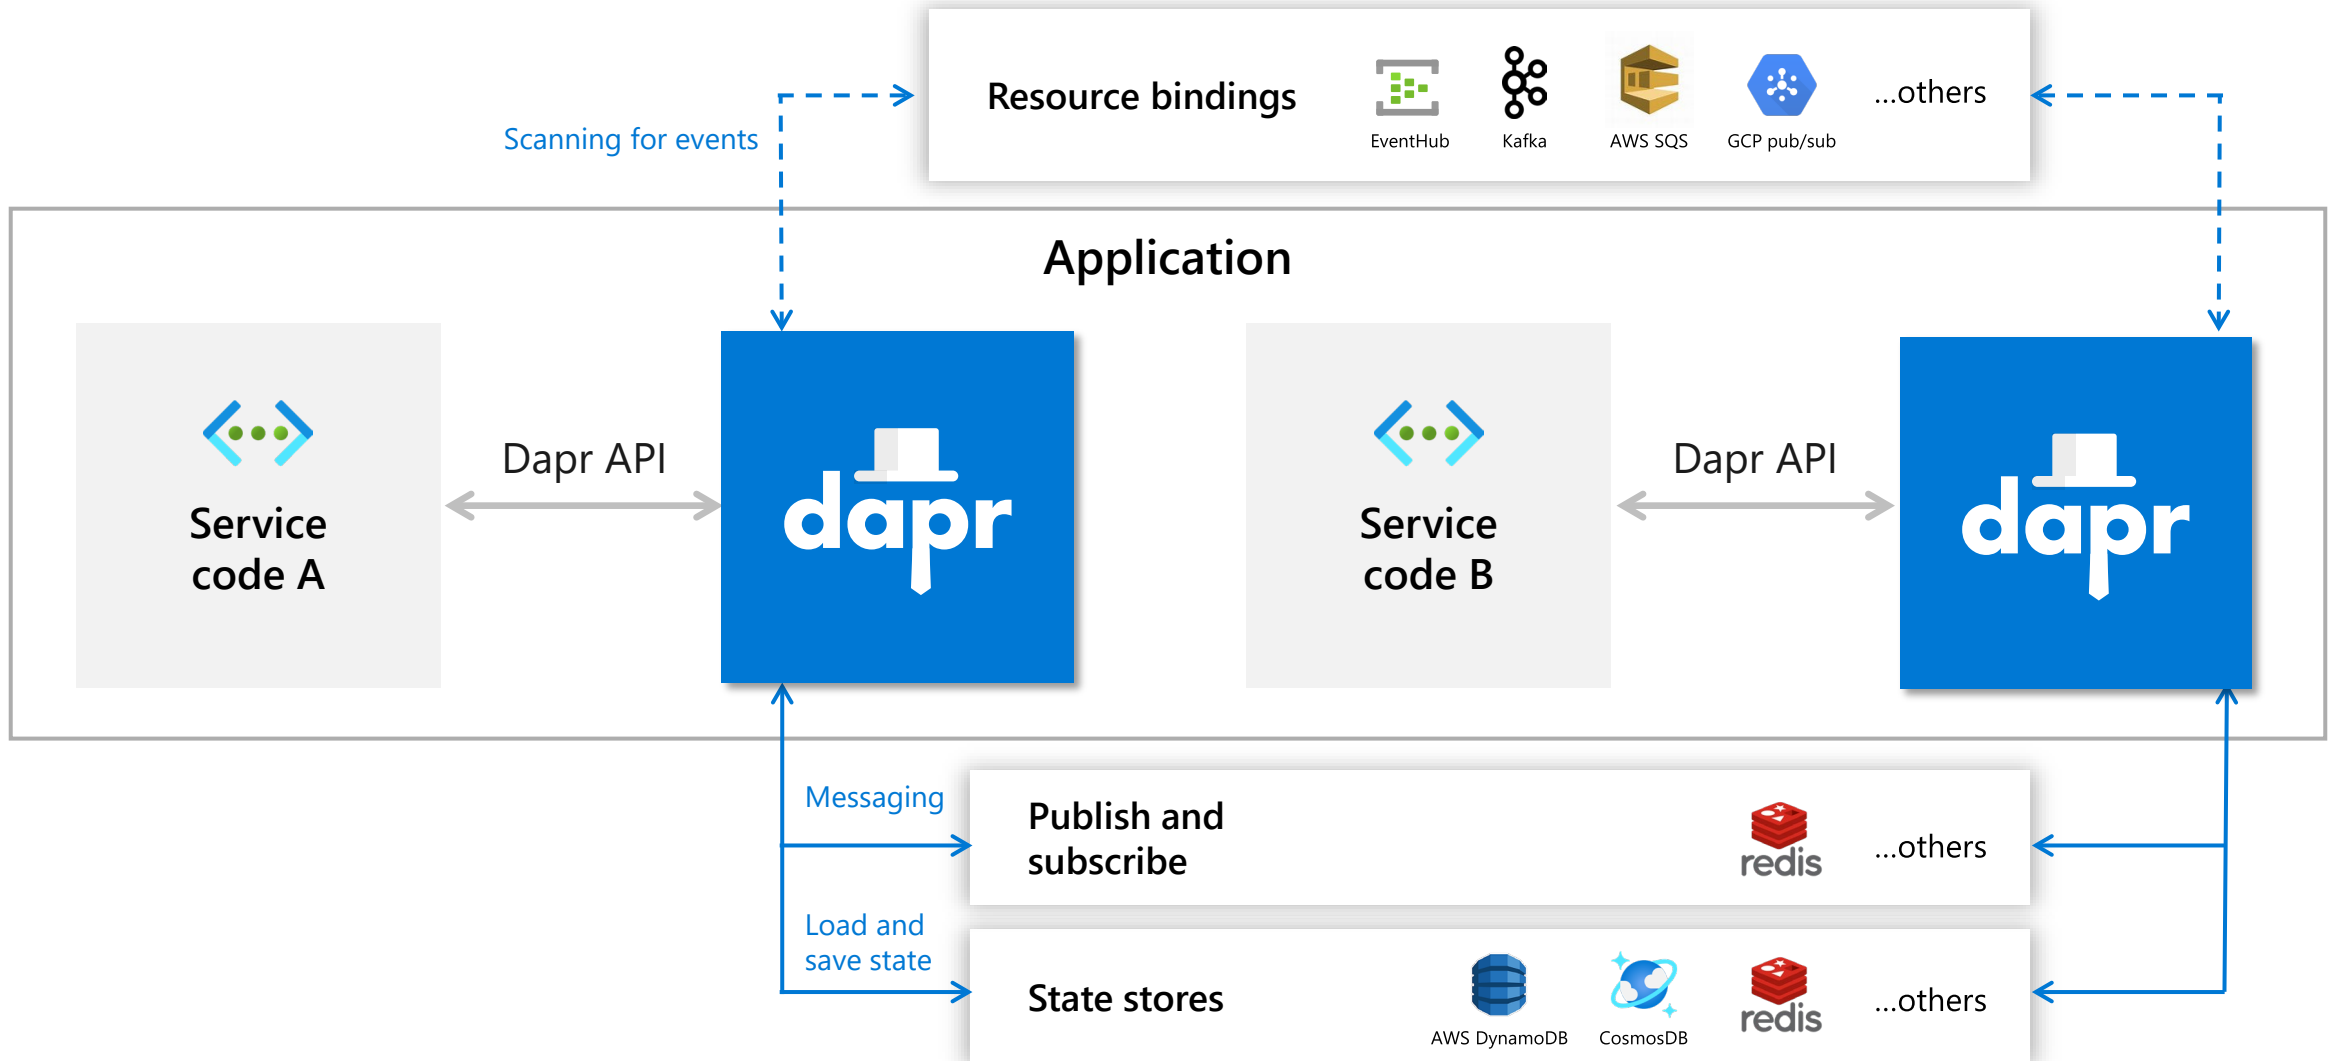 Resource bindings
EventHub
Kafka
AWS SQS
GCP pub/sub
...others
Scanning for events
Application
Service
code A
Dapr API
dapr
Service
code B
Dapr API
dapr
Messaging
Publish and
subscribe
redis
...others
Load and
save state
State stores
AWS DynamoDB
CosmosDB
redis
...others